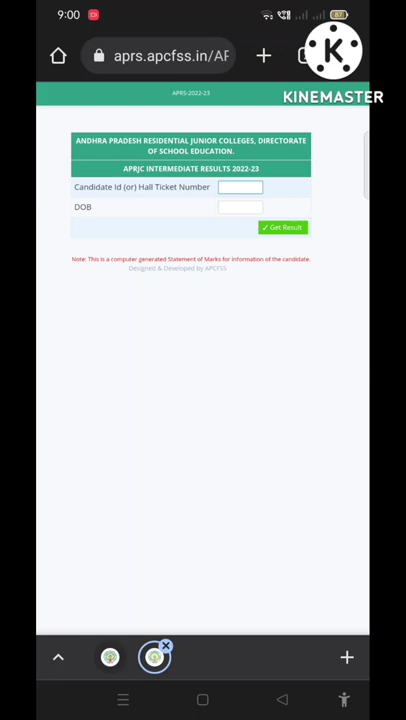 9:00
87
aprs.apcfss.in/AF
K
KINEMASTER
APRS-2022-23
ANDHRA PRADESH RESIDENTIAL JUNIOR COLLEGES, DIRECTORATE
OF SCHOOL EDUCATION.
APRJC INTERMEDIATE RESULTS 2022-23
Candidate Id (or) Hall Ticket Number
DOB
✓ Get Result
Note: This is a computer generated Statement of Marks for information of the candidate.
Designed & Developed by APCFSS